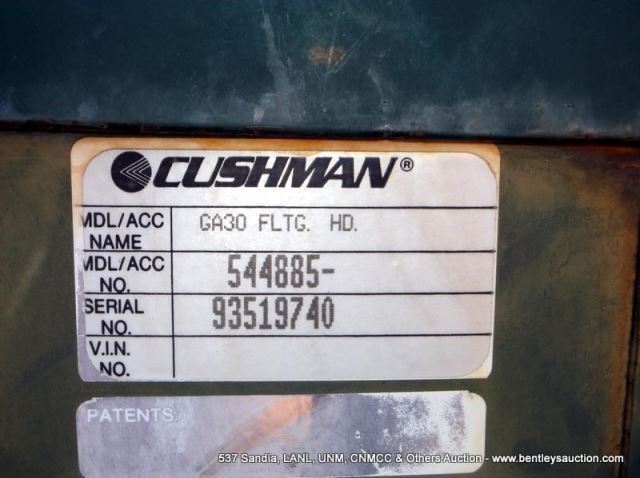 CUSHMAN®
MDL/ACC NAME GA30 FLTG. HD.
MDL/ACC NO. 544885-
SERIAL NO. 93519740
V.I.N. NO.
PATENTS
537 Sandia, LANL, UNM, CNMCC & Others Auction - www.bentleysauction.com